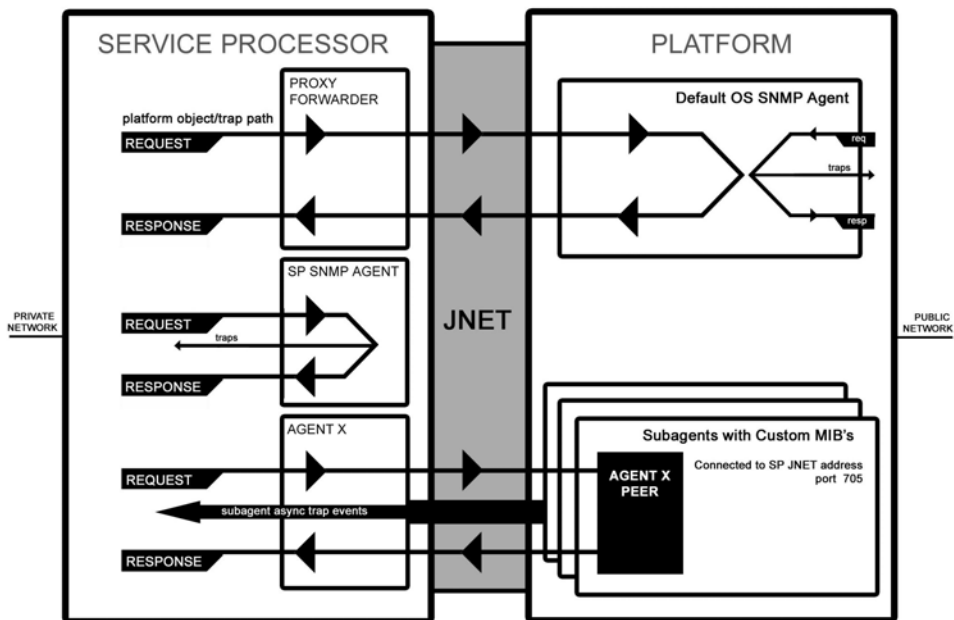 SERVICE PROCESSOR
PLATFORM
PROXY
FORWARDER
platform object/trap path
REQUEST
RESPONSE
Default OS SNMP Agent
req
traps
resp
SP SNMP AGENT
REQUEST
traps
RESPONSE
JNET
PRIVATE
NETWORK
PUBLIC
NETWORK
AGENT X
REQUEST
subagent async trap events
RESPONSE
Subagents with Custom MIB's
Connected to SP JNET address
port 705
AGENT X
PEER